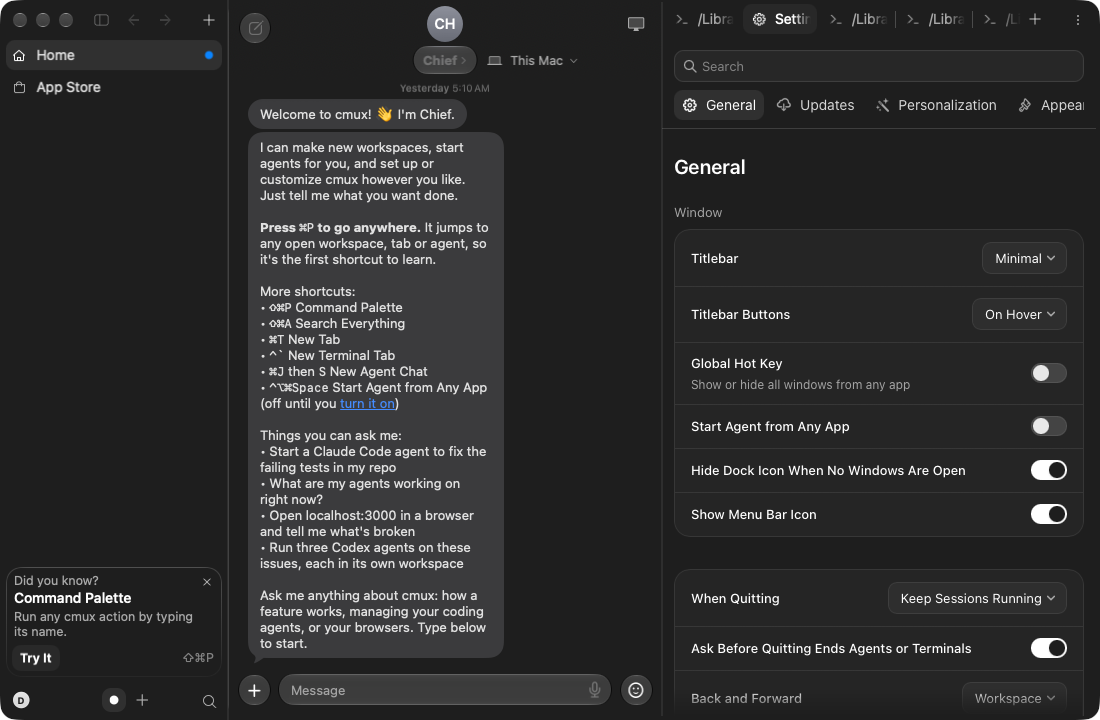 Home
App Store
Did you know?
Command Palette
Run any cmux action by typing
its name.
Try It
⇧⌘P
D
CH
Chief
This Mac
Yesterday 5:10 AM
Welcome to cmux! 👋 I'm Chief.
I can make new workspaces, start
agents for you, and set up or
customize cmux however you like.
Just tell me what you want done.
Press ⌘P to go anywhere. It jumps to
any open workspace, tab or agent, so
it's the first shortcut to learn.
More shortcuts:
• ⇧⌘P Command Palette
• ⇧⌘A Search Everything
• ⌘T New Tab
• ^` New Terminal Tab
• ⌘J then S New Agent Chat
• ^⌥⌘Space Start Agent from Any App
(off until you turn it on)
Things you can ask me:
• Start a Claude Code agent to fix the
failing tests in my repo
• What are my agents working on
right now?
• Open localhost:3000 in a browser
and tell me what's broken
• Run three Codex agents on these
issues, each in its own workspace
Ask me anything about cmux: how a
feature works, managing your coding
agents, or your browsers. Type below
to start.
Message
/Libra Settin /Libra /Libra /Li
Search
General Updates Personalization Appear
General
Window
Titlebar Minimal
Titlebar Buttons On Hover
Global Hot Key
Show or hide all windows from any app
Start Agent from Any App
Hide Dock Icon When No Windows Are Open
Show Menu Bar Icon
When Quitting Keep Sessions Running
Ask Before Quitting Ends Agents or Terminals
Back and Forward Workspace